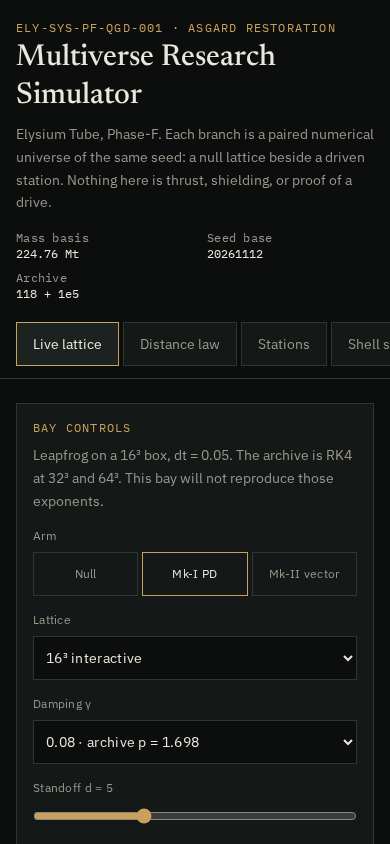 ELY-SYS-PF-QGD-001 · ASGARD RESTORATION
Multiverse Research
Simulator
Elysium Tube, Phase-F. Each branch is a paired numerical
universe of the same seed: a null lattice beside a driven
station. Nothing here is thrust, shielding, or proof of a
drive.
Mass basis
224.76 Mt
Seed base
20261112
Archive
118 + 1e5
Live lattice
Distance law
Stations
Shell s
BAY CONTROLS
Leapfrog on a 16³ box, dt = 0.05. The archive is RK4
at 32³ and 64³. This bay will not reproduce those
exponents.
Arm
Null
Mk-I PD
Mk-II vector
Lattice
16³ interactive
Damping γ
0.08 · archive p = 1.698
Standoff d = 5